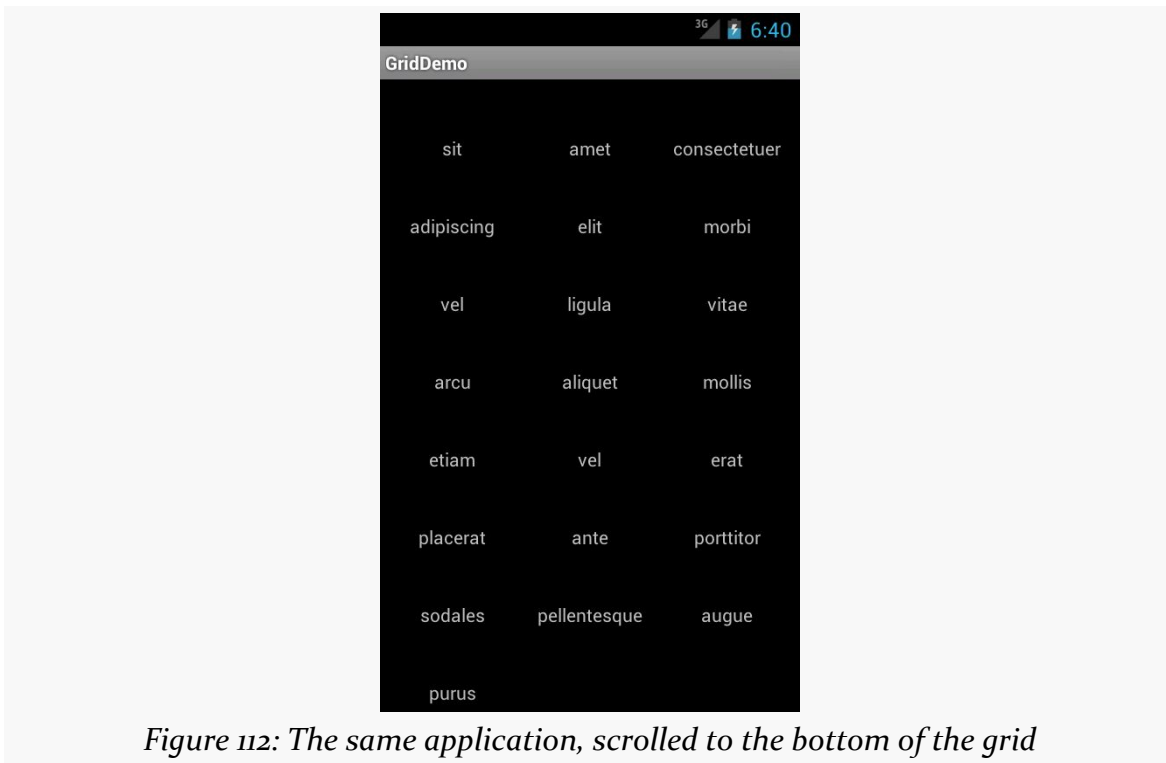 3G 6:40
GridDemo
sit amet consectetuer
adipiscing elit morbi
vel ligula vitae
arcu aliquet mollis
etiam vel erat
placerat ante porttitor
sodales pellentesque augue
purus
Figure 112: The same application, scrolled to the bottom of the grid